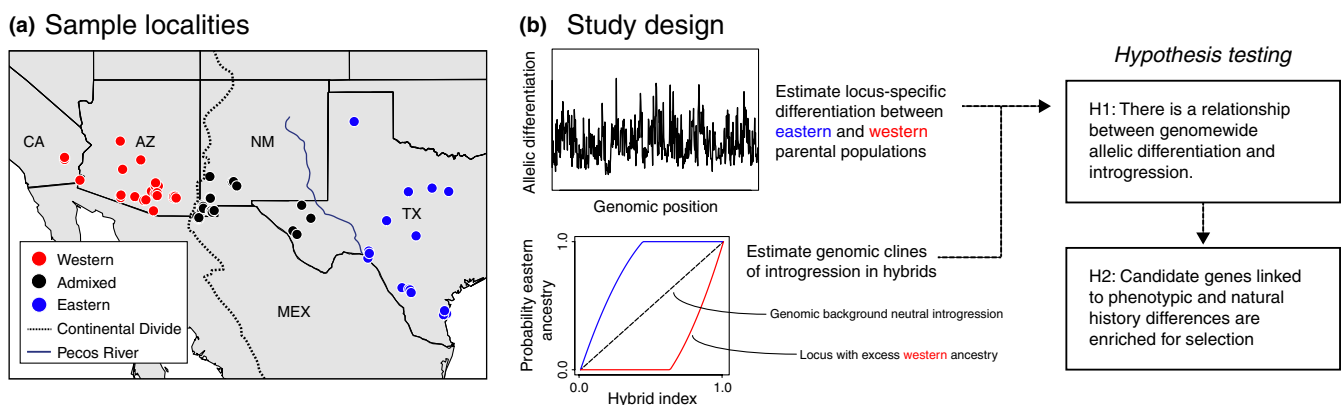 (a) Sample localities
CA
AZ
NM
TX
MEX
Western
Admixed
Eastern
Continental Divide
Pecos River
(b) Study design
Allelic differentiation
Genomic position
Estimate locus-specific
differentiation between
eastern and western
parental populations
Probability eastern
ancestry
1.0
0.0
0.0
1.0
Hybrid index
Estimate genomic clines
of introgression in hybrids
Genomic background neutral introgression
Locus with excess western ancestry
Hypothesis testing
H1: There is a relationship
between genomewide
allelic differentiation and
introgression.
H2: Candidate genes linked
to phenotypic and natural
history differences are
enriched for selection